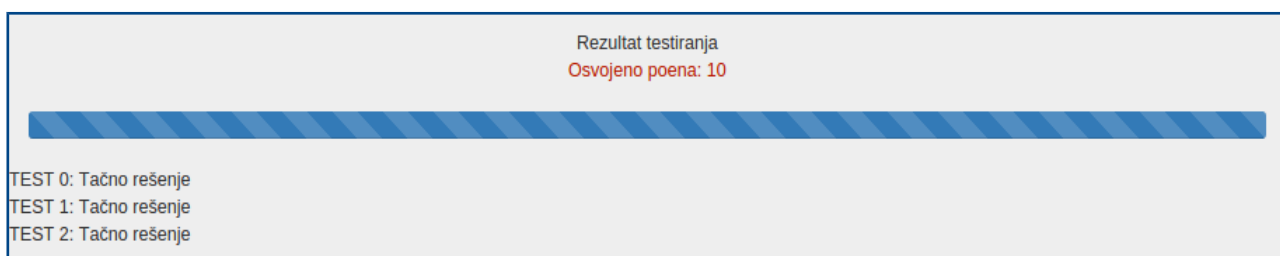 Rezultat testiranja
Osvojeno poena: 10
TEST 0: Tačno rešenje
TEST 1: Tačno rešenje
TEST 2: Tačno rešenje